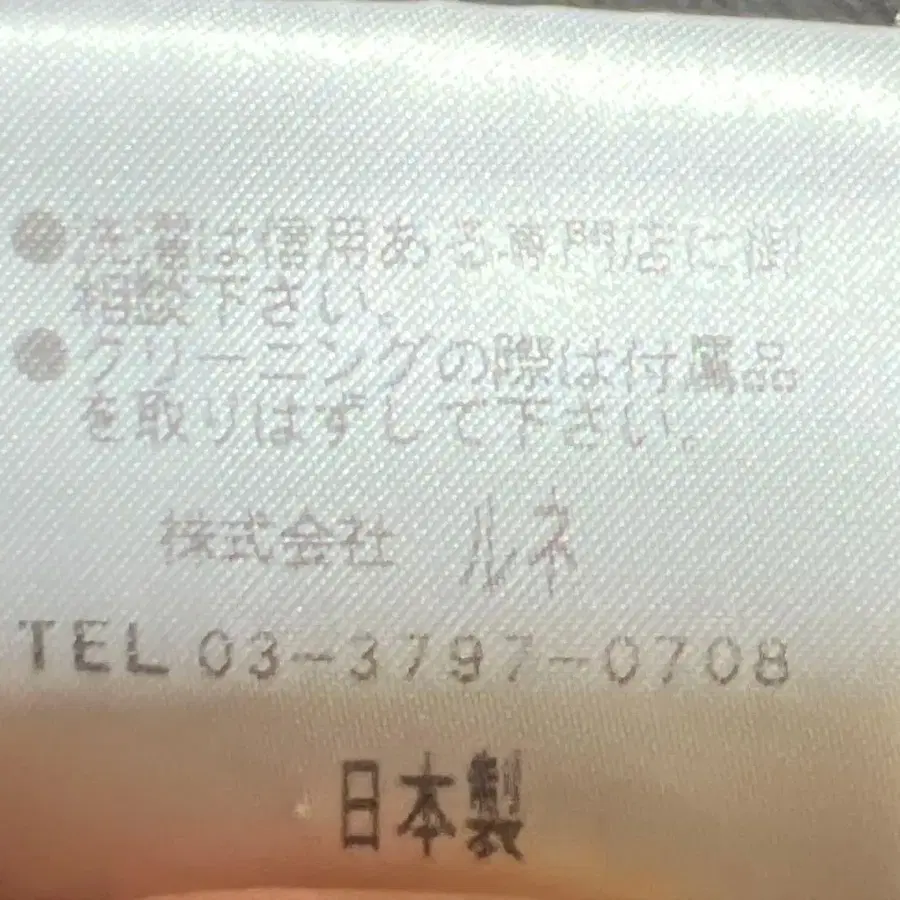 ●洗濯は信用ある専門店に御
相談下さい。
●クリーニングの際は付属品
を取りはずして下さい。
株式会社 ルネ
TEL 03-3797-0708
日本製